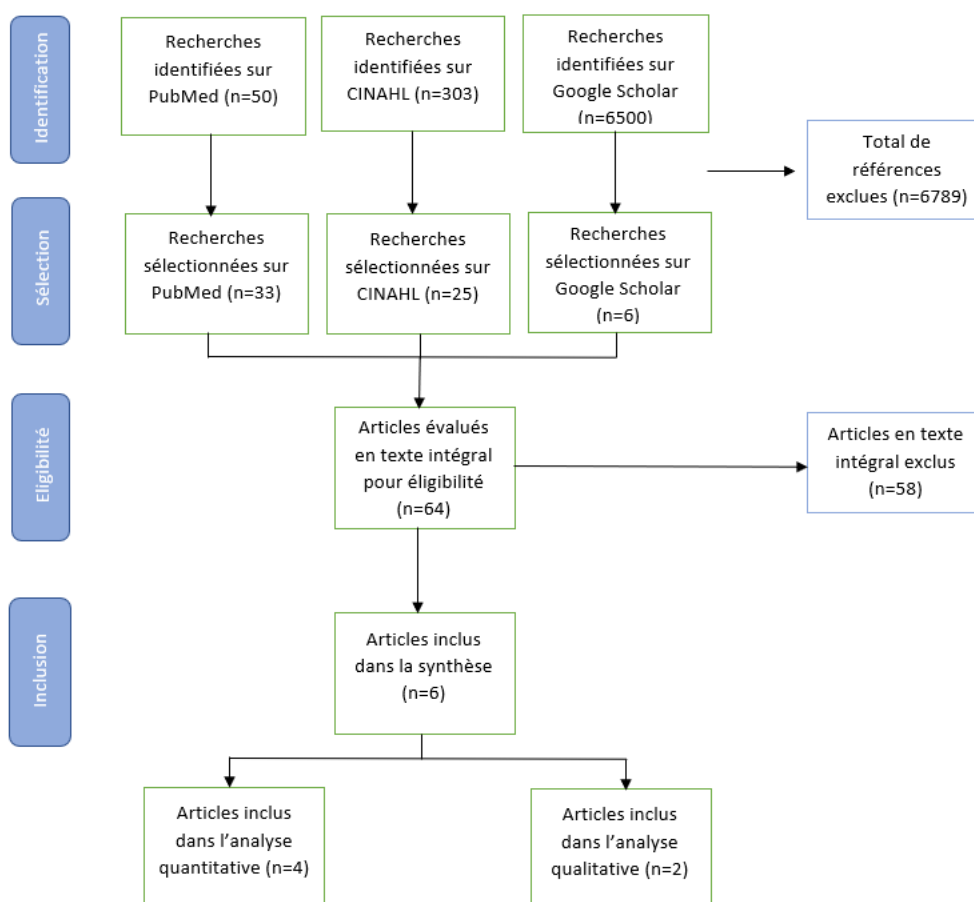 Identification
Recherches
identifiées sur
PubMed (n=50)
Recherches
identifiées sur
CINAHL (n=303)
Recherches
identifiées sur
Google Scholar
(n=6500)
Total de
références
exclues (n=6789)
Sélection
Recherches
sélectionnées sur
PubMed (n=33)
Recherches
sélectionnées sur
CINAHL (n=25)
Recherches
sélectionnées sur
Google Scholar
(n=6)
Eligibilité
Articles évalués
en texte intégral
pour éligibilité
(n=64)
Articles en texte
intégral exclus
(n=58)
Inclusion
Articles inclus
dans la synthèse
(n=6)
Articles inclus
dans l’analyse
quantitative (n=4)
Articles inclus
dans l’analyse
qualitative (n=2)